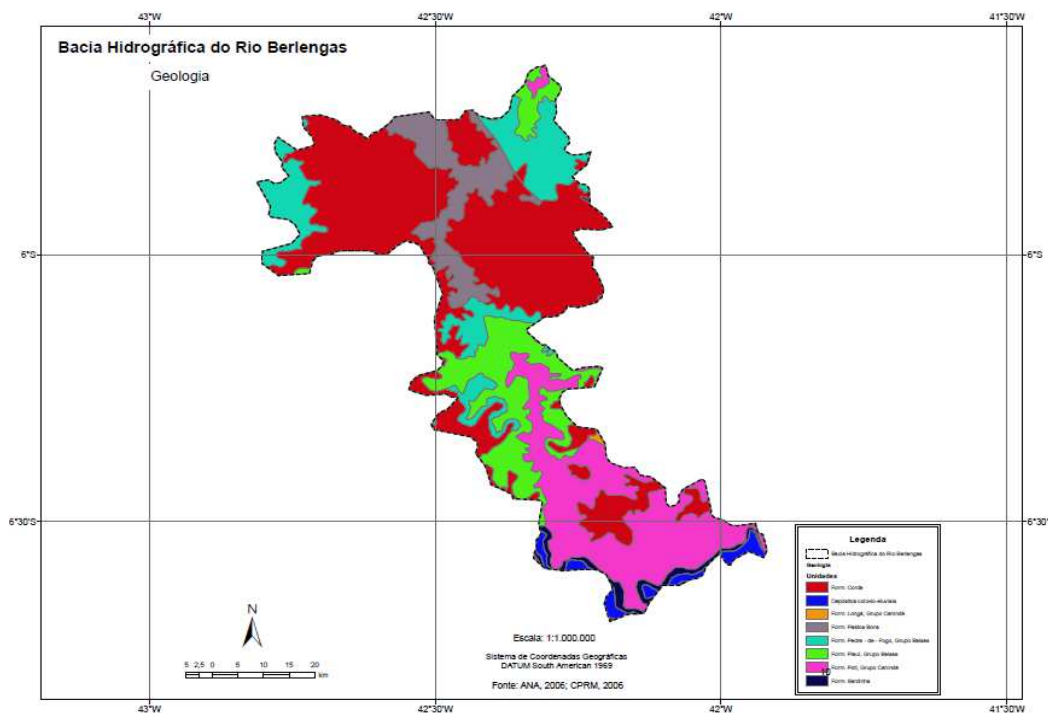 43°W 42°30'W 42°W 41°30'W
Bacia Hidrográfica do Rio Berlengas
Geologia
6°S 6°S
6°30'S 6°30'S
N
5 2,5 0 5 10 15 20
km
Escala: 1:1.000.000
Sistema de Coordenadas Geográficas
DATUM South American 1969
Fonte: ANA, 2006; CPRM, 2006
Legenda
Bacia Hidrográfica do Rio Berlengas
Geologia
Unidades
Form. Corda
Depósitos colúvio-eluviais
Form. Longá, Grupo Canindé
Form. Pastos Bons
Form. Pedra - de - Fogo, Grupo Balsas
Form. Piauí, Grupo Balsas
Form. Poti, Grupo Canindé
10
Form. Sardinha
43°W 42°30'W 42°W 41°30'W